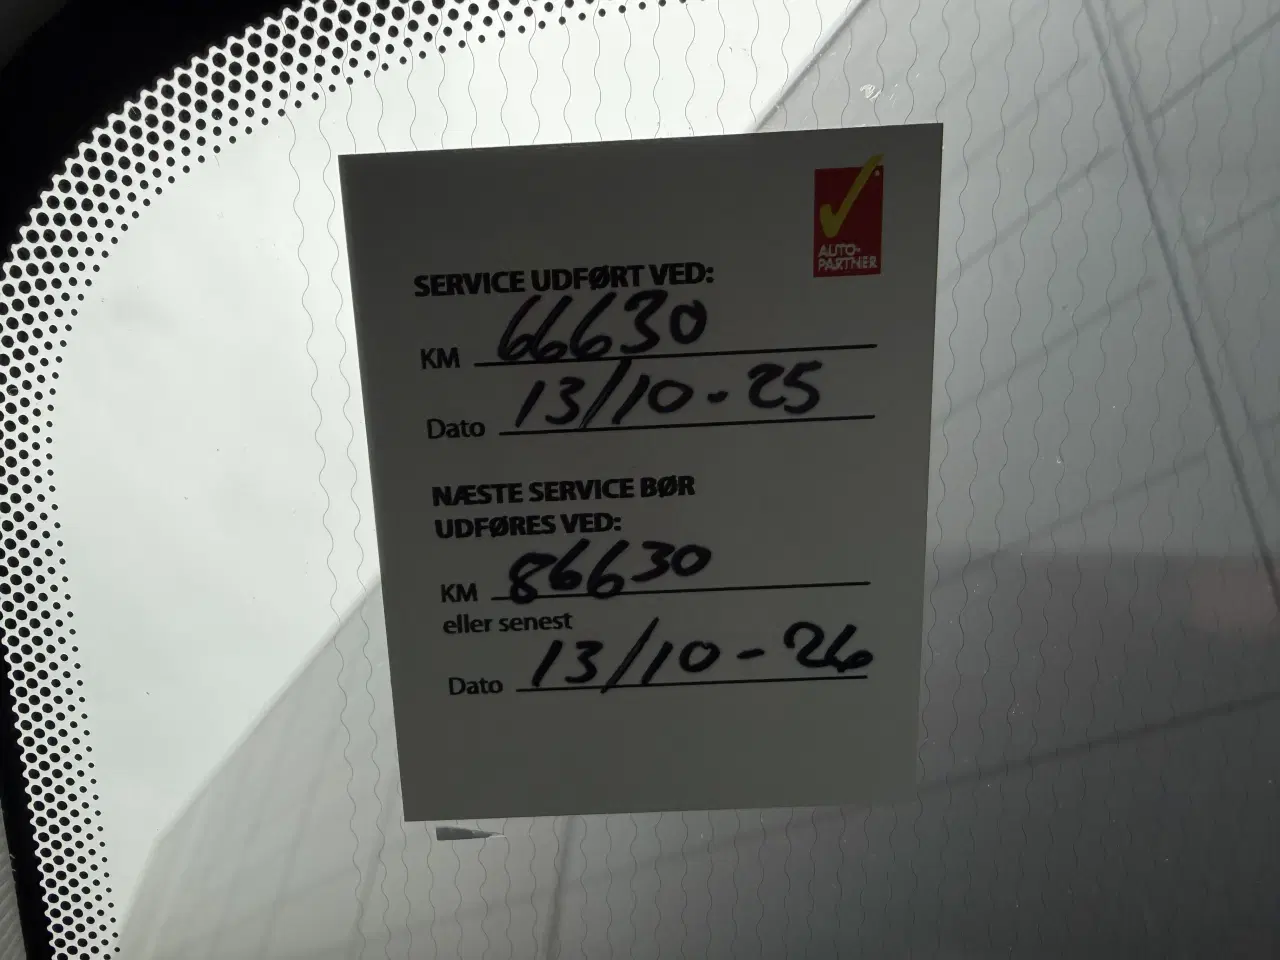 AUTO-
PARTNER
SERVICE UDFØRT VED:
KM 66630
Dato 13/10-25
NÆSTE SERVICE BØR
UDFØRES VED:
KM 86630
eller senest
Dato 13/10-26